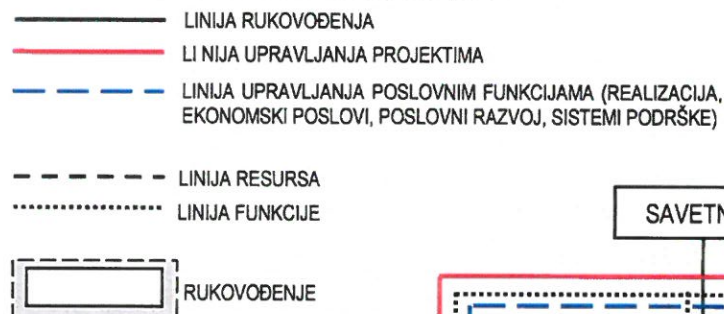 LINIJA RUKOVOĐENJA
LI NIJA UPRAVLJANJA PROJEKTIMA
LINIJA UPRAVLJANJA POSLOVNIM FUNKCIJAMA (REALIZACIJA,
EKONOMSKI POSLOVI, POSLOVNI RAZVOJ, SISTEMI PODRŠKE)
LINIJA RESURSA
LINIJA FUNKCIJE
SAVETN
RUKOVOĐENJE